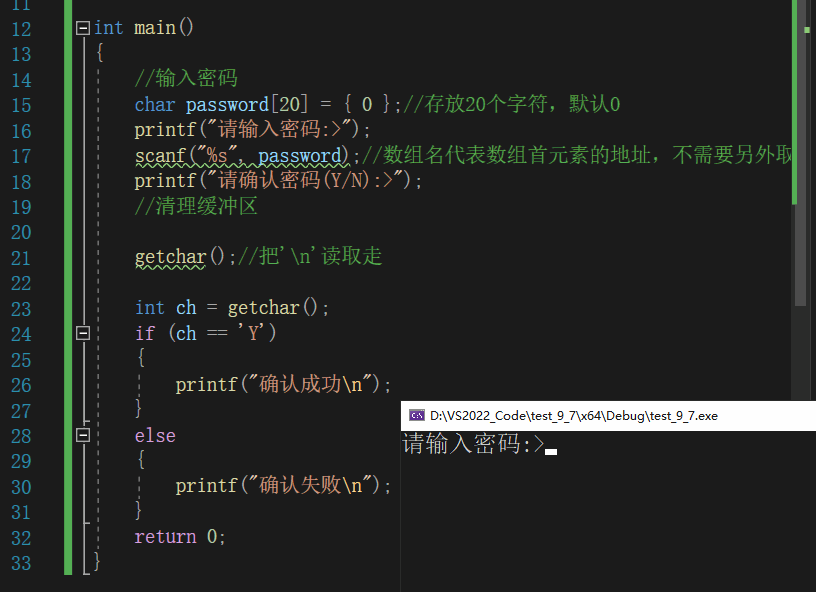 11
12 int main()
13 {
14 //输入密码
15 char password[20] = { 0 };//存放20个字符，默认0
16 printf("请输入密码:>");
17 scanf("%s", password);//数组名代表数组首元素的地址，不需要另外取
18 printf("请确认密码(Y/N):>");
19 //清理缓冲区
20
21 getchar();//把'\n'读取走
22
23 int ch = getchar();
24 if (ch == 'Y')
25 {
26 printf("确认成功\n");
27 }
28 else
29 {
30 printf("确认失败\n");
31 }
32 return 0;
33 }
D:\VS2022_Code\test_9_7\x64\Debug\test_9_7.exe
请输入密码:>